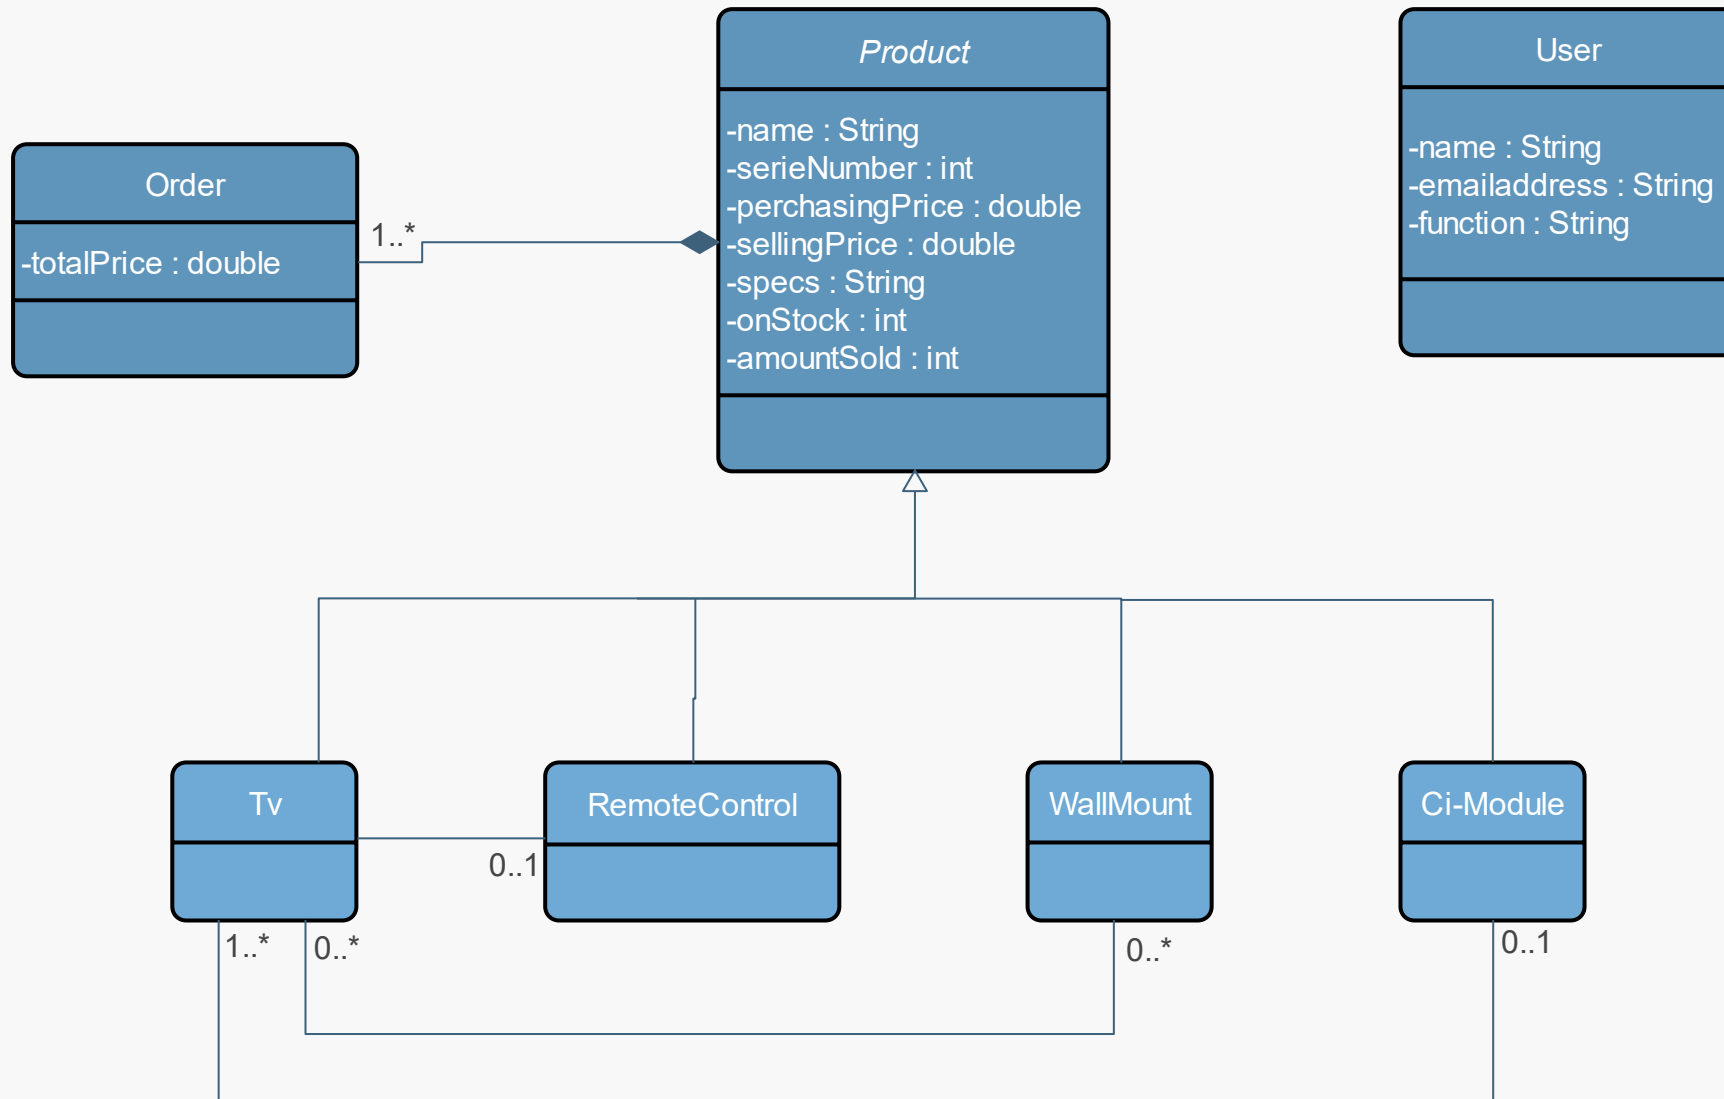 Product
-name : String
-serieNumber : int
-perchasingPrice : double
-sellingPrice : double
-specs : String
-onStock : int
-amountSold : int
User
-name : String
-emailaddress : String
-function : String
Order
-totalPrice : double
1..*
Tv
RemoteControl
WallMount
Ci-Module
0..1
1..*
0..*
0..*
0..1